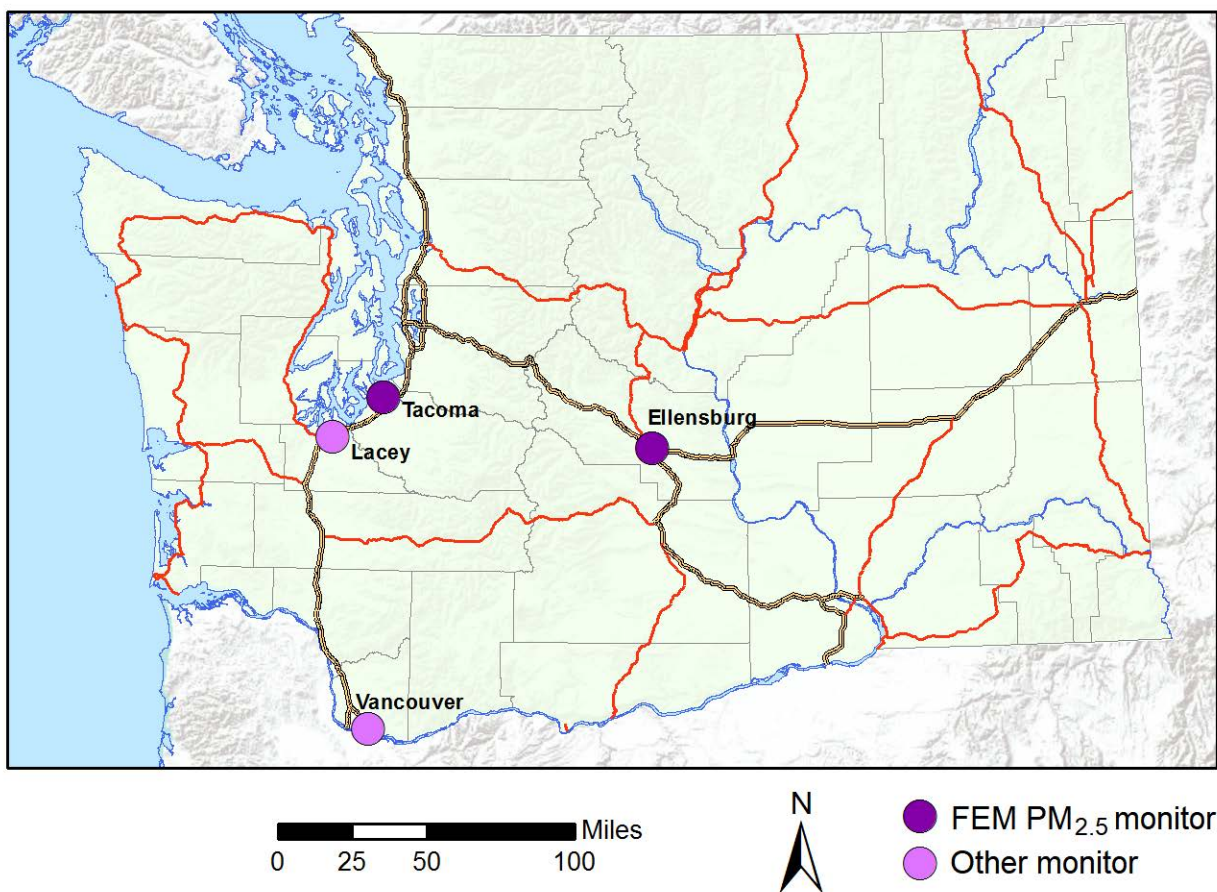 Tacoma
Ellensburg
Lacey
Vancouver
Miles
0 25 50 100
N
FEM PM2.5 monitor
Other monitor